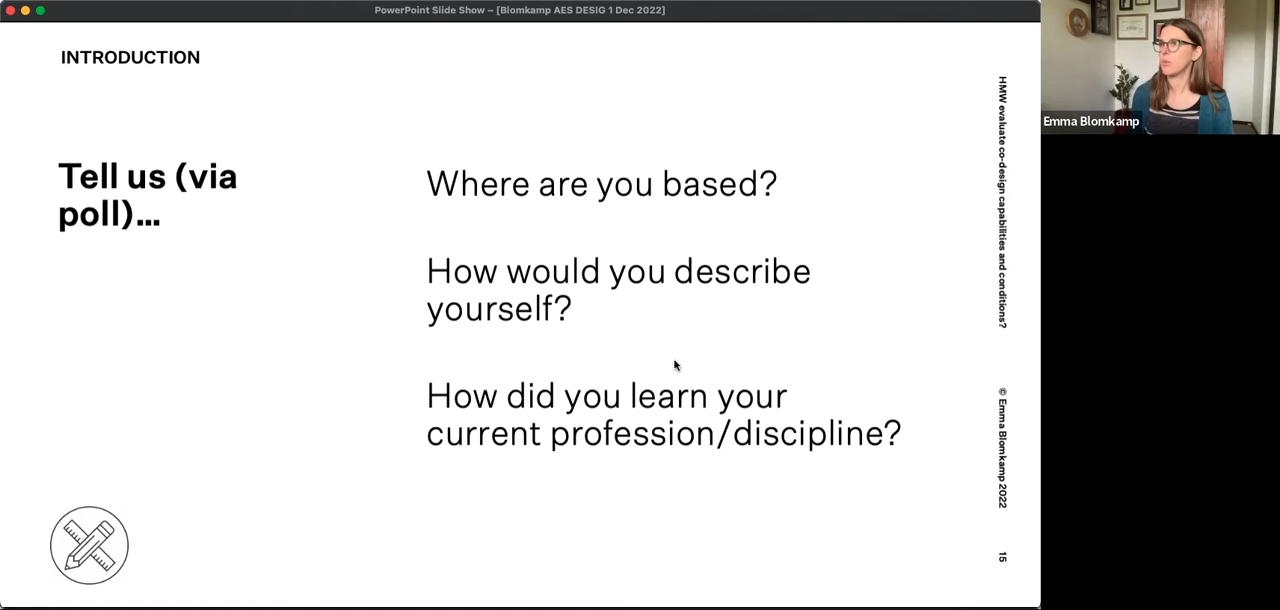 PowerPoint Slide Show – [Blomkamp AES DESIG 1 Dec 2022]
INTRODUCTION
Tell us (via
poll)...
Where are you based?
How would you describe
yourself?
How did you learn your
current profession/discipline?
HMW evaluate co-design capabilities and conditions?
© Emma Blomkamp 2022
15
Emma Blomkamp